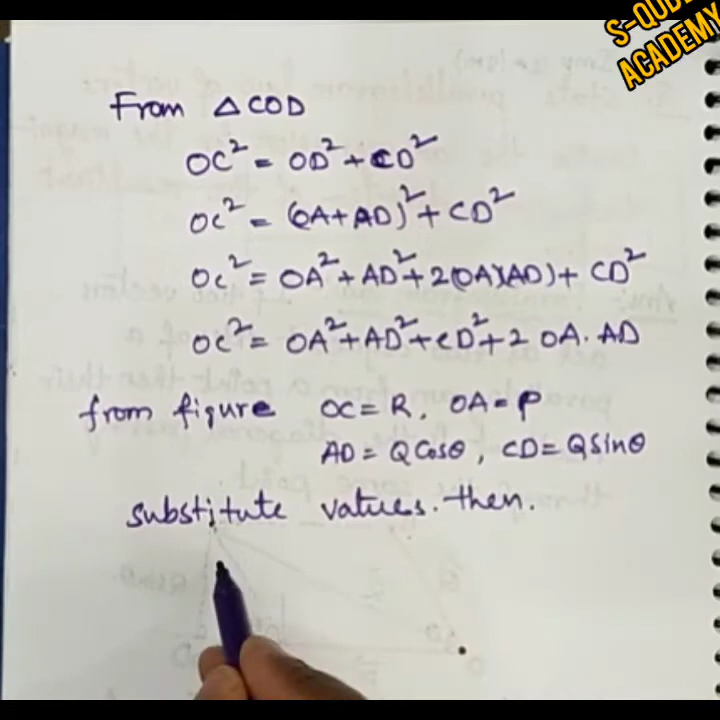 S-QUBE
ACADEMY
From △COD
OC² = OD² + CD²
OC² = (OA+AD)² + CD²
OC² = OA² + AD² + 2(OA)(AD) + CD²
OC² = OA² + AD² + CD² + 2 OA. AD
from figure OC = R, OA = P
AD = Q Cosθ, CD = Q Sinθ
substitute values. then.